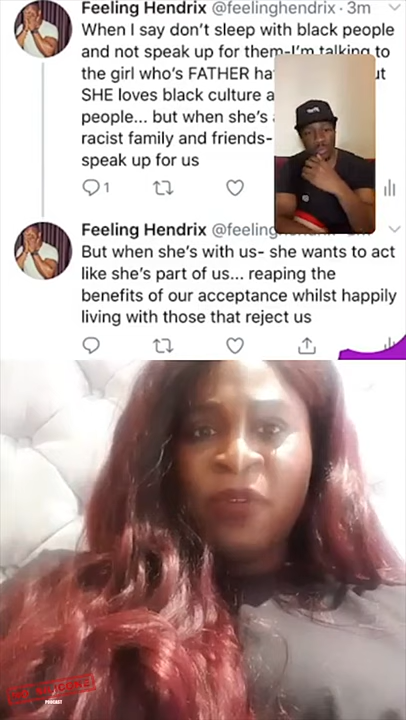 Feeling Hendrix @feelinghendrix · 3m
When I say don't sleep with black people
and not speak up for them-I'm talking to
the girl who's FATHER
SHE loves black culture
people... but when she's
racist family and friends-
speak up for us
1
Feeling Hendrix
But when she's with us- she wants to act
like she's part of us... reaping the
benefits of our acceptance whilst happily
living with those that reject us
PODCAST